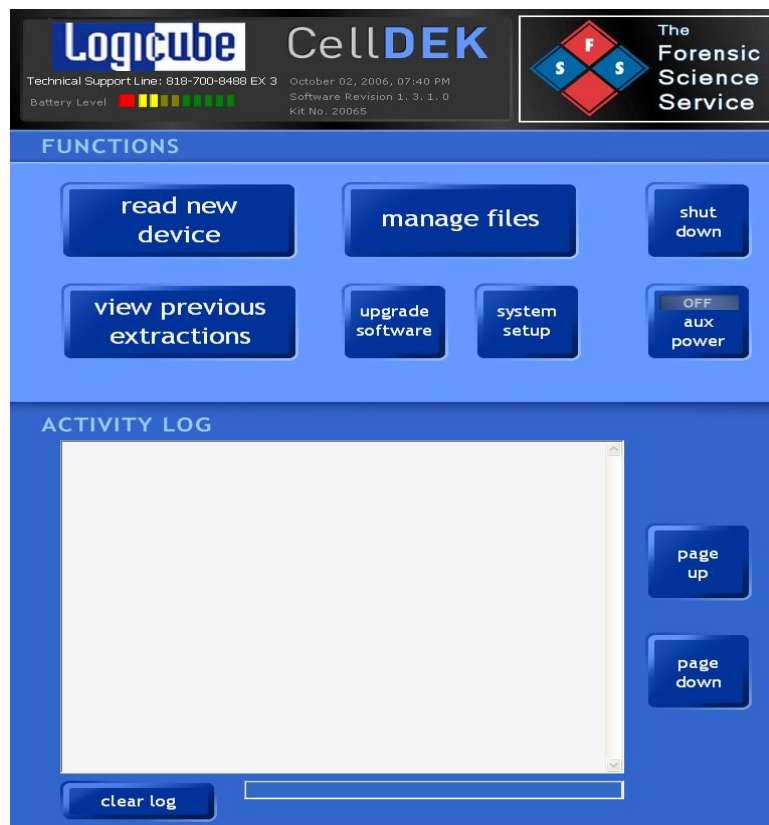 Logicube
Technical Support Line: 818-700-8488 EX 3
Battery Level
CellDEK
October 02, 2006, 07:40 PM
Software Revision 1. 3. 1. 0
Kit No. 20065
F
S S
The
Forensic
Science
Service
FUNCTIONS
read new
device
manage files
shut
down
view previous
extractions
upgrade
software
system
setup
OFF
aux
power
ACTIVITY LOG
page
up
page
down
clear log